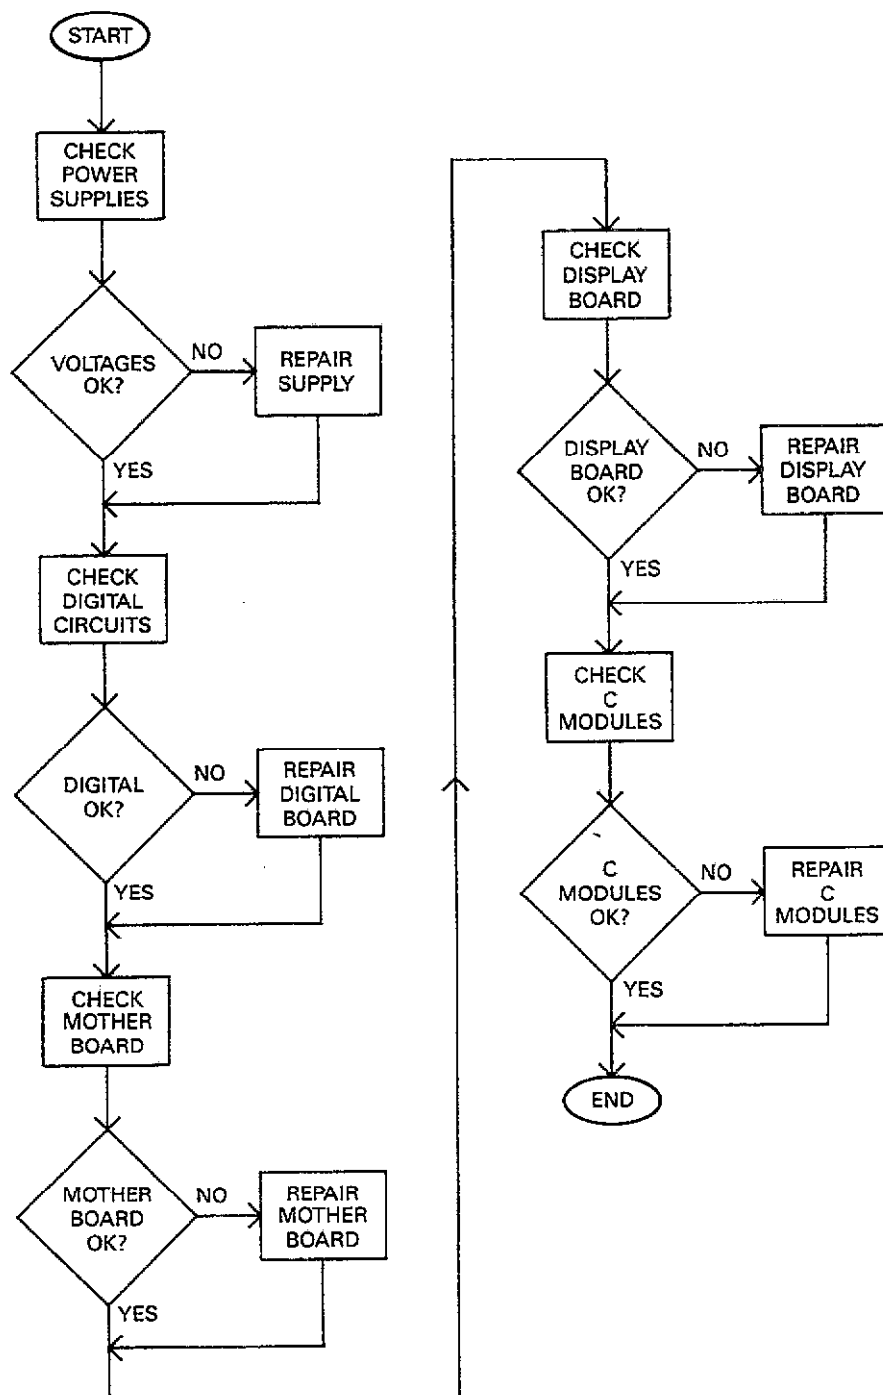 START
CHECK
POWER
SUPPLIES
VOLTAGES
OK?
NO
REPAIR
SUPPLY
YES
CHECK
DIGITAL
CIRCUITS
DIGITAL
OK?
NO
REPAIR
DIGITAL
BOARD
YES
CHECK
MOTHER
BOARD
MOTHER
BOARD
OK?
NO
REPAIR
MOTHER
BOARD
YES
CHECK
DISPLAY
BOARD
DISPLAY
BOARD
OK?
NO
REPAIR
DISPLAY
BOARD
YES
CHECK
C
MODULES
C
MODULES
OK?
NO
REPAIR
C
MODULES
YES
END